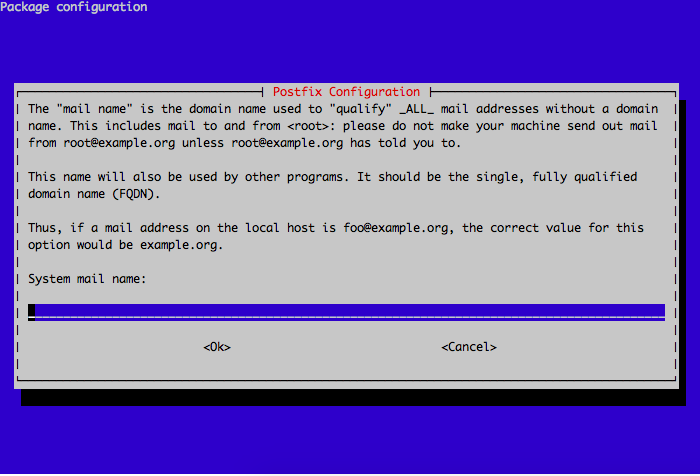 Package configuration
Postfix Configuration
The "mail name" is the domain name used to "qualify" _ALL_ mail addresses without a domain
name. This includes mail to and from <root>: please do not make your machine send out mail
from root@example.org unless root@example.org has told you to.
This name will also be used by other programs. It should be the single, fully qualified
domain name (FQDN).
Thus, if a mail address on the local host is foo@example.org, the correct value for this
option would be example.org.
System mail name:
<Ok> <Cancel>